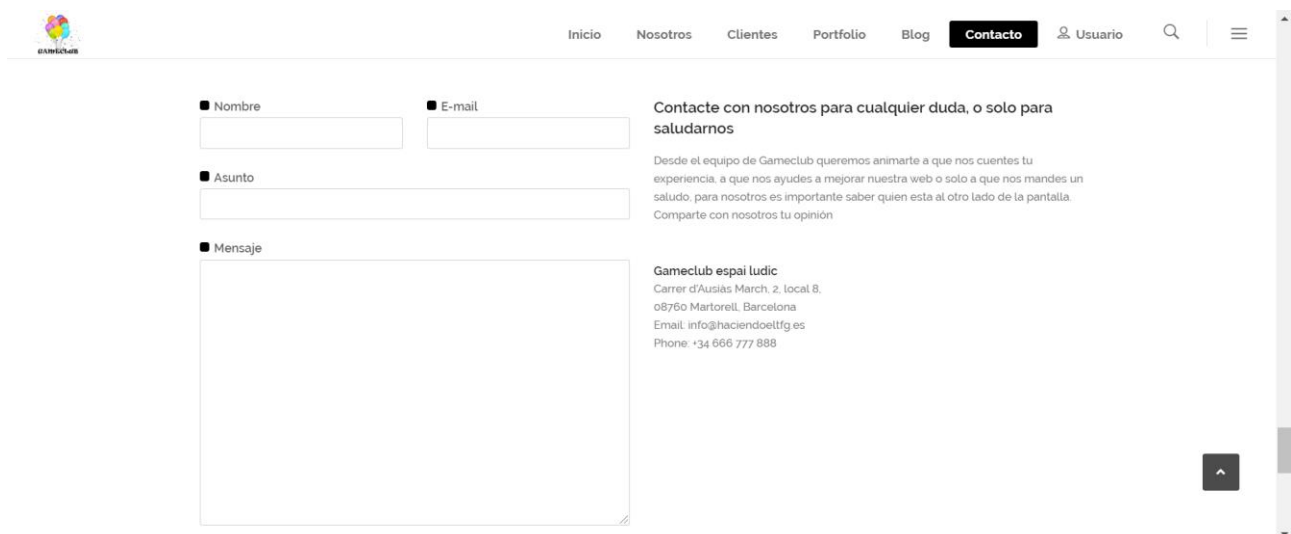 GAMECLUB
Inicio Nosotros Clientes Portfolio Blog Contacto Usuario
Nombre
E-mail
Asunto
Mensaje
Contacte con nosotros para cualquier duda, o solo para
saludarnos
Desde el equipo de Gameclub queremos animarte a que nos cuentes tu
experiencia, a que nos ayudes a mejorar nuestra web o solo a que nos mandes un
saludo, para nosotros es importante saber quien esta al otro lado de la pantalla.
Comparte con nosotros tu opinión
Gameclub espai ludic
Carrer d'Ausiàs March, 2, local 8,
08760 Martorell, Barcelona
Email: info@haciendoeltfg.es
Phone: +34 666 777 888